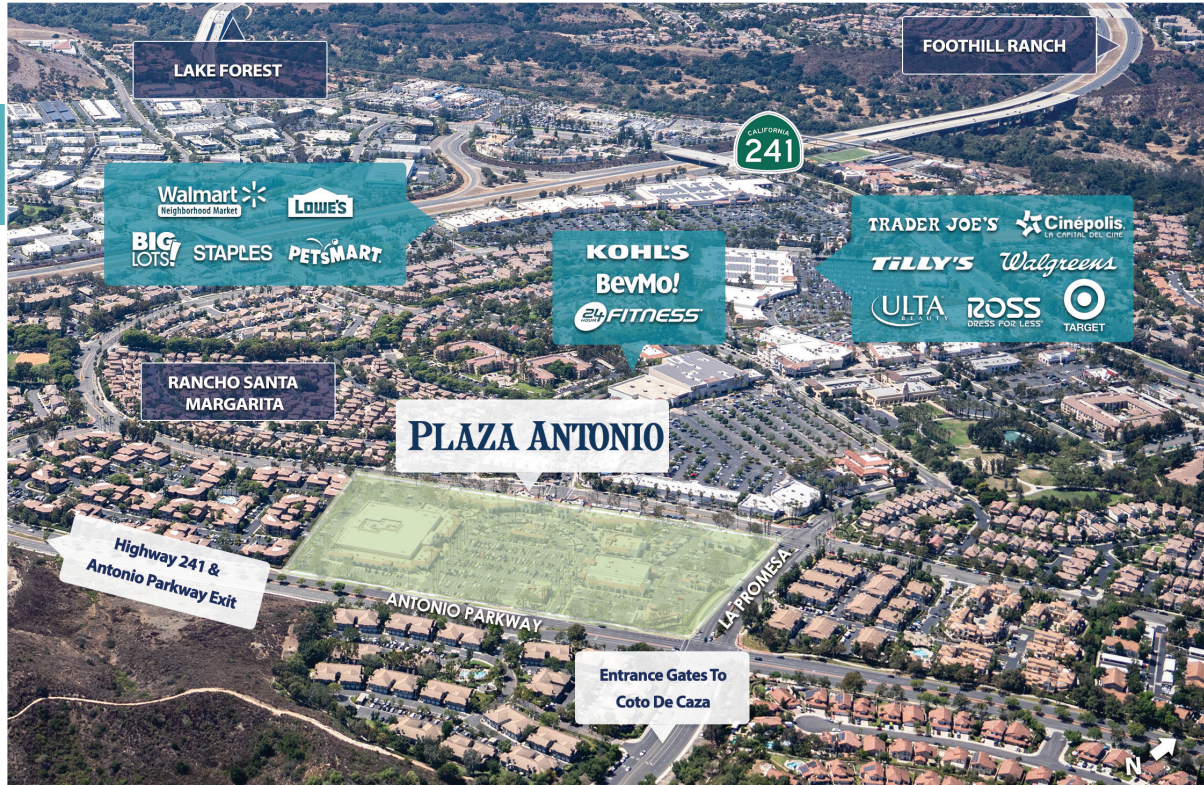 LAKE FOREST
FOOTHILL RANCH
CALIFORNIA
241
Walmart
Neighborhood Market
LOWE'S
BIG
LOTS!
STAPLES
PETSMART
KOHL'S
BevMo!
24
HOUR
FITNESS
TRADER JOE'S
Cinépolis
LA CAPITAL DEL CINE
TILLY'S
Walgreens
ULTA
BEAUTY
ROSS
DRESS FOR LESS
TARGET
RANCHO SANTA
MARGARITA
PLAZA ANTONIO
Highway 241 &
Antonio Parkway Exit
ANTONIO PARKWAY
LA PROMESA
Entrance Gates To
Coto De Caza
N